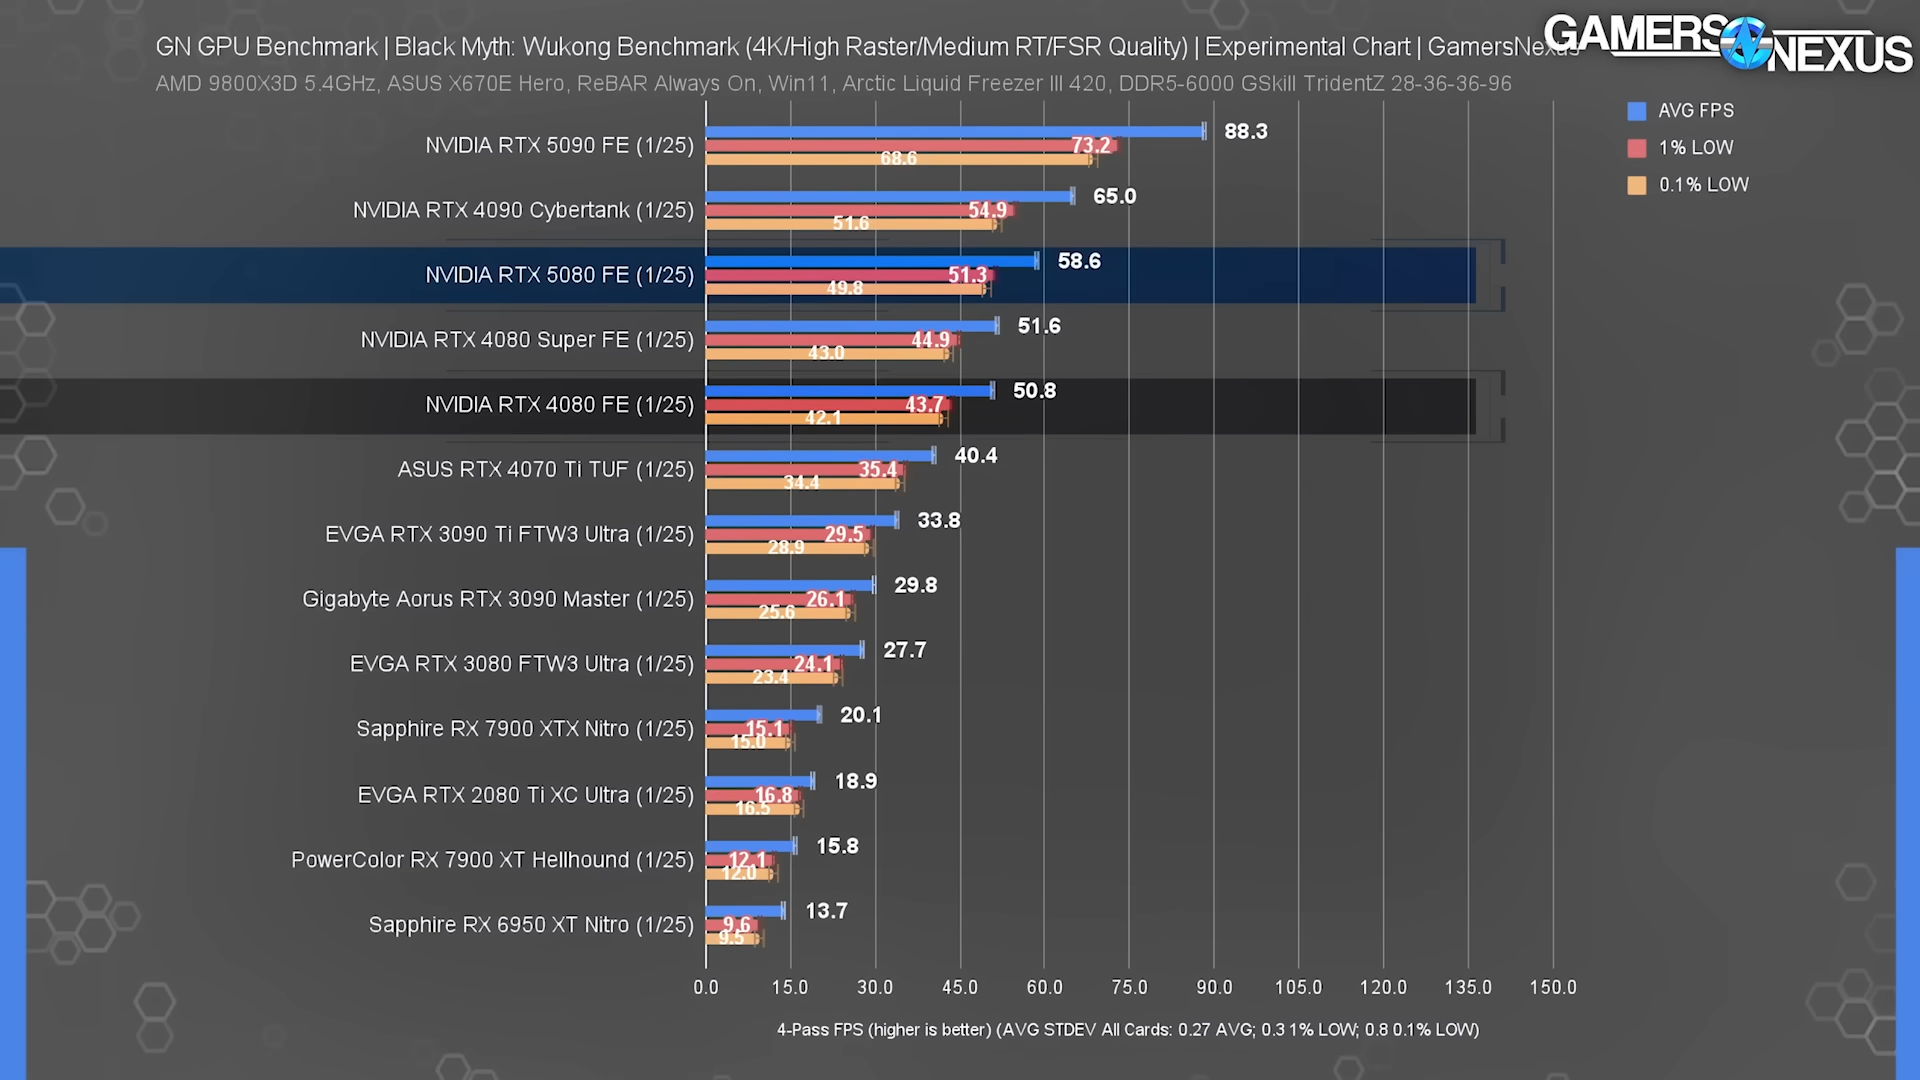 GN GPU Benchmark | Black Myth: Wukong Benchmark (4K/High Raster/Medium RT/FSR Quality) | Experimental Chart | GamersNexus
GAMERS NEXUS
AMD 9800X3D 5.4GHz, ASUS X670E Hero, ReBAR Always On, Win11, Arctic Liquid Freezer III 420, DDR5-6000 GSkill TridentZ 28-36-36-96
AVG FPS
1% LOW
0.1% LOW
NVIDIA RTX 5090 FE (1/25) 88.3 73.2 68.6
NVIDIA RTX 4090 Cybertank (1/25) 65.0 54.9 51.6
NVIDIA RTX 5080 FE (1/25) 58.6 51.3 49.8
NVIDIA RTX 4080 Super FE (1/25) 51.6 44.9 43.0
NVIDIA RTX 4080 FE (1/25) 50.8 43.7 42.1
ASUS RTX 4070 Ti TUF (1/25) 40.4 35.4 34.4
EVGA RTX 3090 Ti FTW3 Ultra (1/25) 33.8 29.5 28.9
Gigabyte Aorus RTX 3090 Master (1/25) 29.8 26.1 25.6
EVGA RTX 3080 FTW3 Ultra (1/25) 27.7 24.1 23.4
Sapphire RX 7900 XTX Nitro (1/25) 20.1 15.1 15.0
EVGA RTX 2080 Ti XC Ultra (1/25) 18.9 16.8 16.5
PowerColor RX 7900 XT Hellhound (1/25) 15.8 12.1 12.0
Sapphire RX 6950 XT Nitro (1/25) 13.7 9.6 9.5
0.0 15.0 30.0 45.0 60.0 75.0 90.0 105.0 120.0 135.0 150.0
4-Pass FPS (higher is better) (AVG STDEV All Cards: 0.27 AVG; 0.3 1% LOW; 0.8 0.1% LOW)